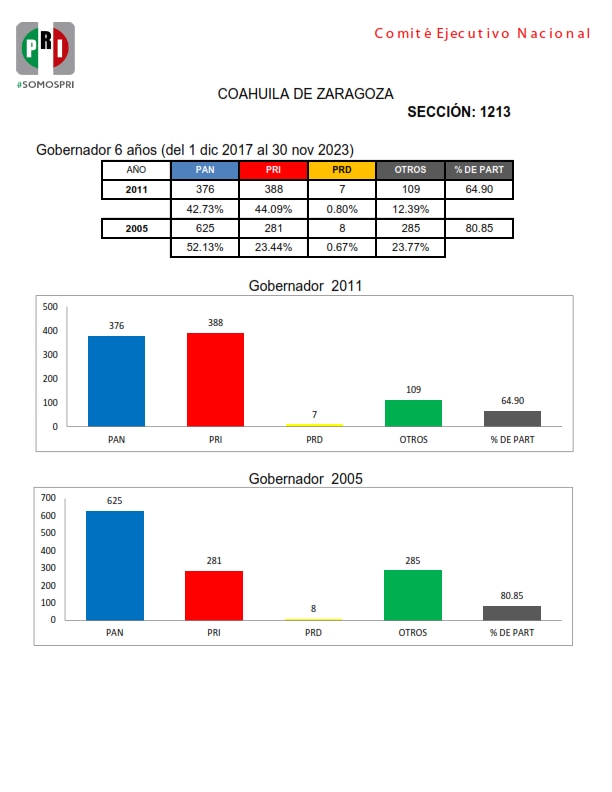 Comité Ejecutivo Nacional
PRI
#SOMOSPRI
COAHUILA DE ZARAGOZA
SECCIÓN: 1213
Gobernador 6 años (del 1 dic 2017 al 30 nov 2023)
AÑO PAN PRI PRD OTROS % DE PART
2011 376 388 7 109 64.90
42.73% 44.09% 0.80% 12.39%
2005 625 281 8 285 80.85
52.13% 23.44% 0.67% 23.77%
Gobernador 2011
500
400
300
200
100
0
376 388 7 109 64.90
PAN PRI PRD OTROS % DE PART
Gobernador 2005
700
600
500
400
300
200
100
0
625 281 8 285 80.85
PAN PRI PRD OTROS % DE PART